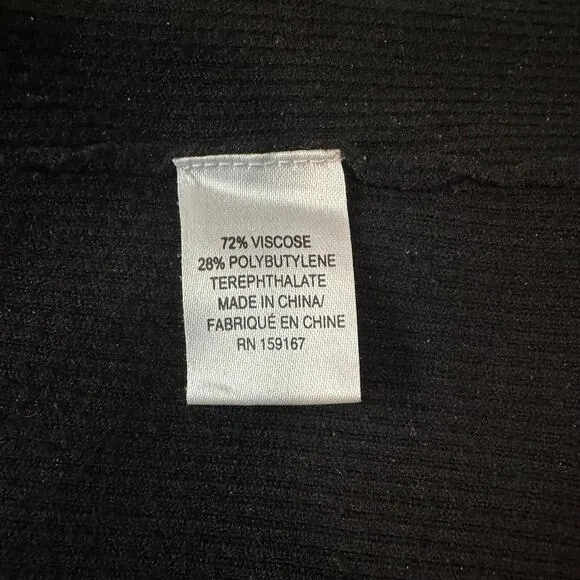 72% VISCOSE
28% POLYBUTYLENE
TEREPHTHALATE
MADE IN CHINA/
FABRIQUÉ EN CHINE
RN 159167